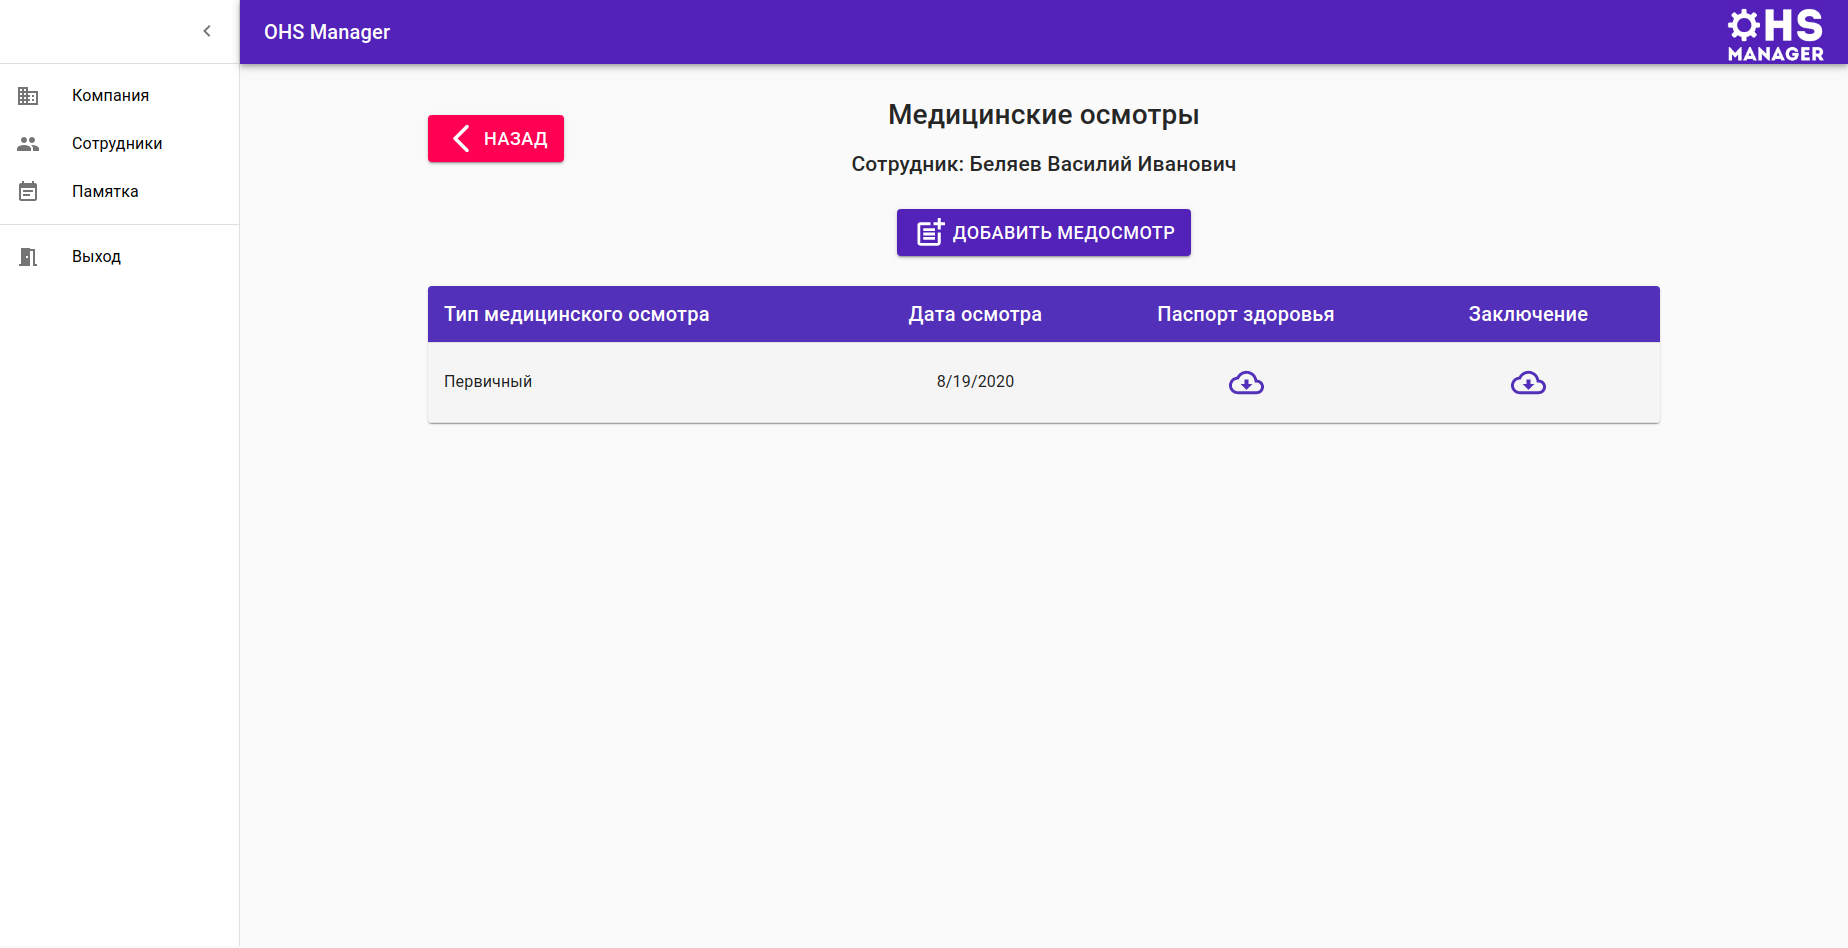 OHS Manager
OHS
MANAGER
Компания
Сотрудники
Памятка
Выход
НАЗАД
Медицинские осмотры
Сотрудник: Беляев Василий Иванович
ДОБАВИТЬ МЕДОСМОТР
Тип медицинского осмотра Дата осмотра Паспорт здоровья Заключение
Первичный 8/19/2020